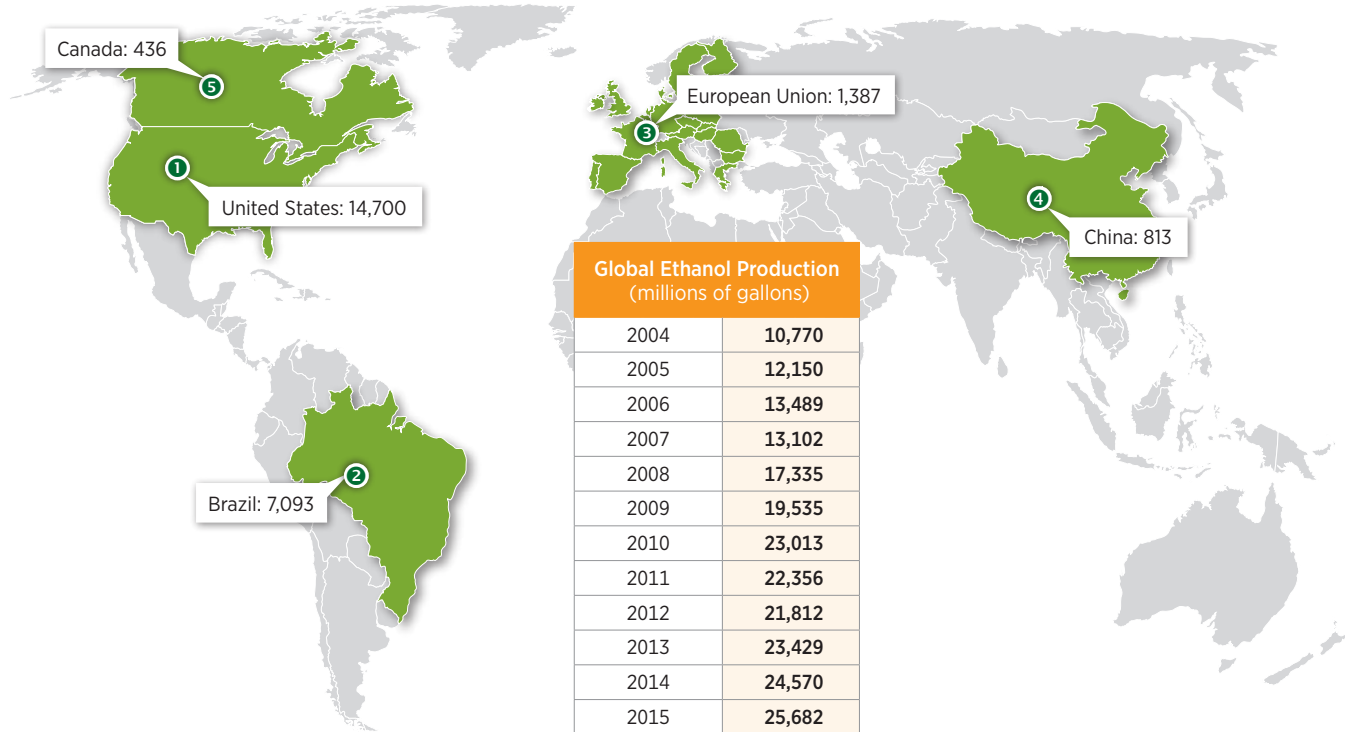 Canada: 436
5
European Union: 1,387
3
1
United States: 14,700
4
China: 813
2
Brazil: 7,093
Global Ethanol Production
(millions of gallons)
2004 10,770
2005 12,150
2006 13,489
2007 13,102
2008 17,335
2009 19,535
2010 23,013
2011 22,356
2012 21,812
2013 23,429
2014 24,570
2015 25,682